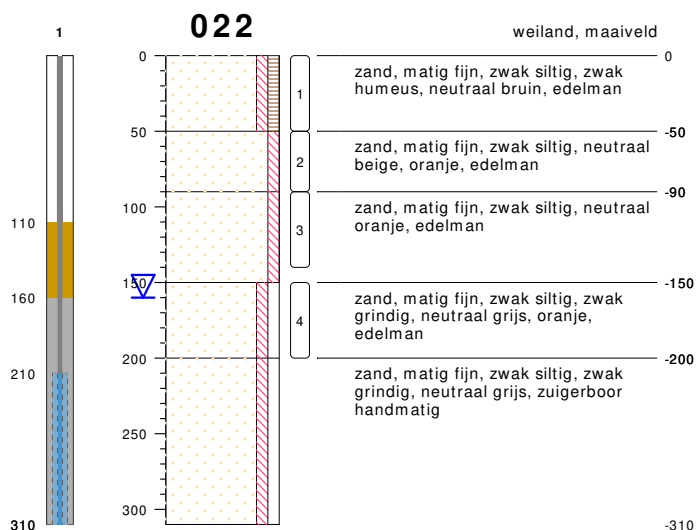 1
022
weiland, maaiveld
0
0
zand, matig fijn, zwak siltig, zwak
humeus, neutraal bruin, edelman
1
50
-50
zand, matig fijn, zwak siltig, neutraal
beige, oranje, edelman
2
-90
100
zand, matig fijn, zwak siltig, neutraal
oranje, edelman
110
3
150
-150
160
zand, matig fijn, zwak siltig, zwak
grindig, neutraal grijs, oranje,
edelman
4
200
-200
210
zand, matig fijn, zwak siltig, zwak
grindig, neutraal grijs, zuigerboor
handmatig
250
300
310
-310